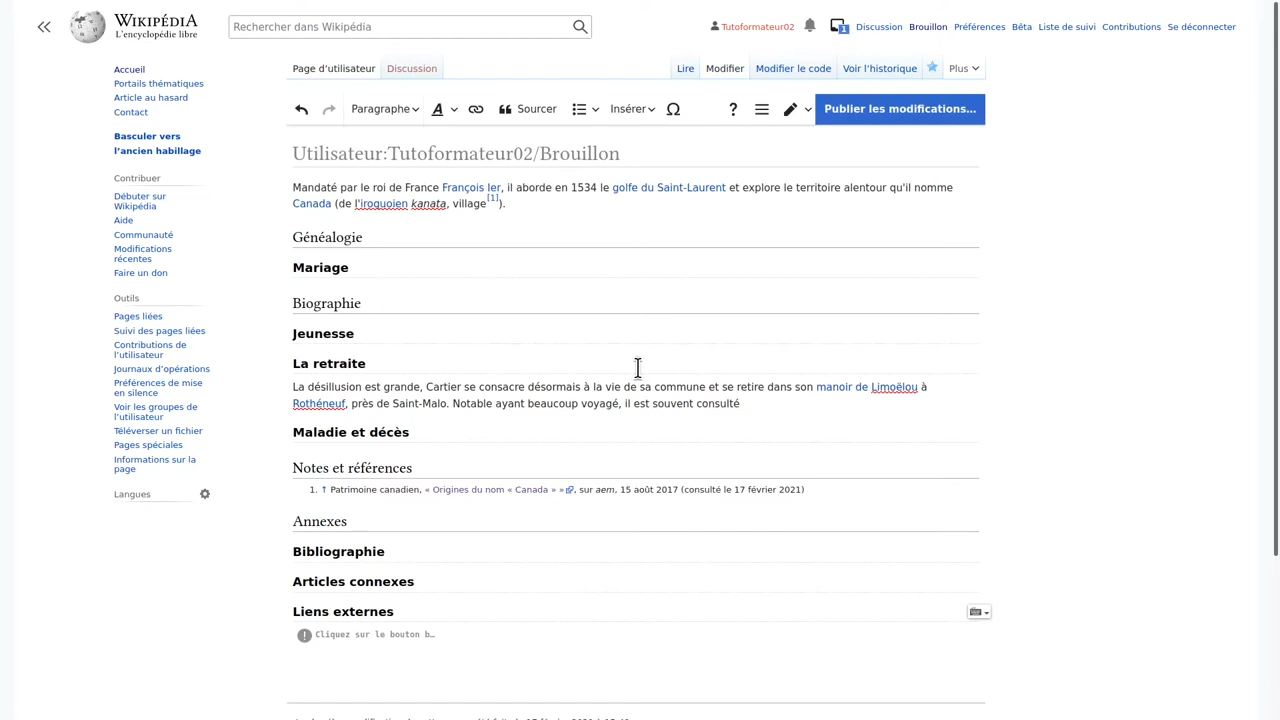 WIKIPÉDIA
L'encyclopédie libre
Rechercher dans Wikipédia
Tutoformateur02
1
Discussion
Brouillon
Préférences
Bêta
Liste de suivi
Contributions
Se déconnecter
Accueil
Portails thématiques
Article au hasard
Contact
Basculer vers
l'ancien habillage
Contribuer
Débuter sur
Wikipédia
Aide
Communauté
Modifications
récentes
Faire un don
Outils
Pages liées
Suivi des pages liées
Contributions de
l'utilisateur
Journaux d'opérations
Préférences de mise
en silence
Voir les groupes de
l'utilisateur
Téléverser un fichier
Pages spéciales
Informations sur la
page
Langues
Page d'utilisateur
Discussion
Lire
Modifier
Modifier le code
Voir l'historique
Plus
Paragraphe
A
Sourcer
Insérer
Ω
?
Publier les modifications…
Utilisateur:Tutoformateur02/Brouillon
Mandaté par le roi de France François Ier, il aborde en 1534 le golfe du Saint-Laurent et explore le territoire alentour qu'il nomme
Canada (de l'iroquoien kanata, village[1]).
Généalogie
Mariage
Biographie
Jeunesse
La retraite
La désillusion est grande, Cartier se consacre désormais à la vie de sa commune et se retire dans son manoir de Limoëlou à
Rothéneuf, près de Saint-Malo. Notable ayant beaucoup voyagé, il est souvent consulté
Maladie et décès
Notes et références
1. ↑ Patrimoine canadien, « Origines du nom « Canada » », sur aem, 15 août 2017 (consulté le 17 février 2021)
Annexes
Bibliographie
Articles connexes
Liens externes
Cliquez sur le bouton b…